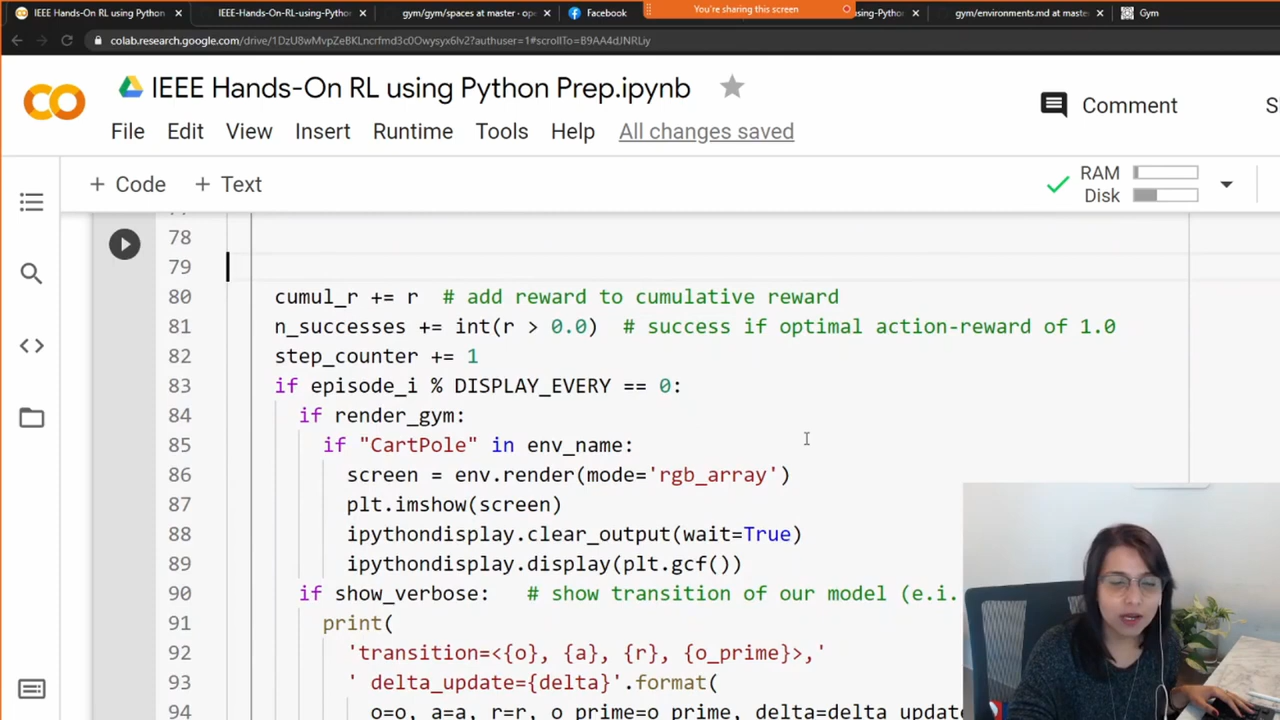 IEEE Hands-On RL using Python
IEEE-Hands-On-RL-using-Python-
gym/gym/spaces at master · ope
Facebook
You're sharing this screen
using-Python-
gym/environments.md at master
Gym
colab.research.google.com/drive/1DzU8wMvpZeBKLncrfmd3c0Owysyx6lv2?authuser=1#scrollTo=B9AA4dJNRLiy
IEEE Hands-On RL using Python Prep.ipynb
Comment
S
File Edit View Insert Runtime Tools Help All changes saved
+ Code + Text
RAM
Disk
78
79
80 cumul_r += r # add reward to cumulative reward
81 n_successes += int(r > 0.0) # success if optimal action-reward of 1.0
82 step_counter += 1
83 if episode_i % DISPLAY_EVERY == 0:
84 if render_gym:
85 if "CartPole" in env_name:
86 screen = env.render(mode='rgb_array')
87 plt.imshow(screen)
88 ipythondisplay.clear_output(wait=True)
89 ipythondisplay.display(plt.gcf())
90 if show_verbose: # show transition of our model (e.i.
91 print(
92 'transition=<{o}, {a}, {r}, {o_prime}>,'
93 ' delta_update={delta}'.format(
94 o=o, a=a, r=r, o_prime=o_prime, delta=delta_update